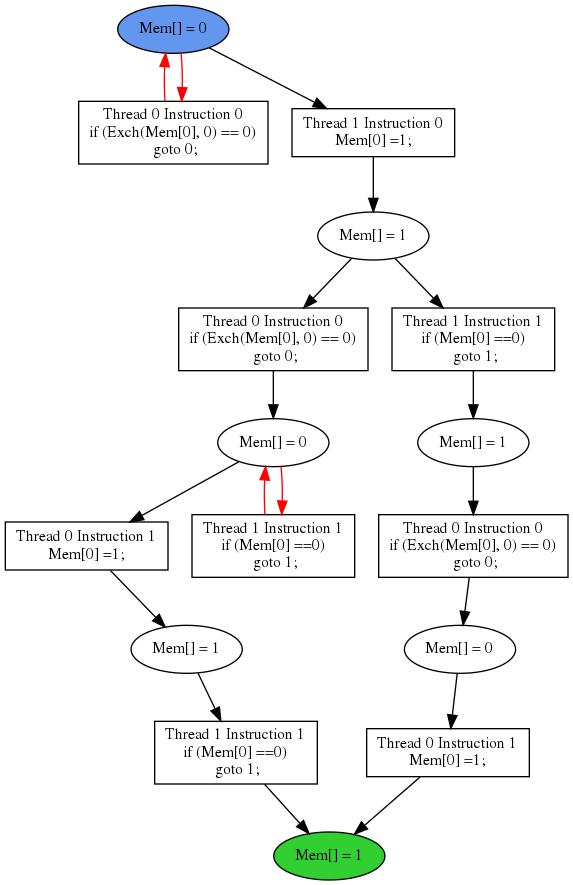 Mem[] = 0
Thread 0 Instruction 0
if (Exch(Mem[0], 0) == 0)
goto 0;
Thread 1 Instruction 0
Mem[0] =1;
Mem[] = 1
Thread 0 Instruction 0
if (Exch(Mem[0], 0) == 0)
goto 0;
Thread 1 Instruction 1
if (Mem[0] ==0)
goto 1;
Mem[] = 0
Mem[] = 1
Thread 0 Instruction 1
Mem[0] =1;
Thread 1 Instruction 1
if (Mem[0] ==0)
goto 1;
Thread 0 Instruction 0
if (Exch(Mem[0], 0) == 0)
goto 0;
Mem[] = 1
Mem[] = 0
Thread 1 Instruction 1
if (Mem[0] ==0)
goto 1;
Thread 0 Instruction 1
Mem[0] =1;
Mem[] = 1